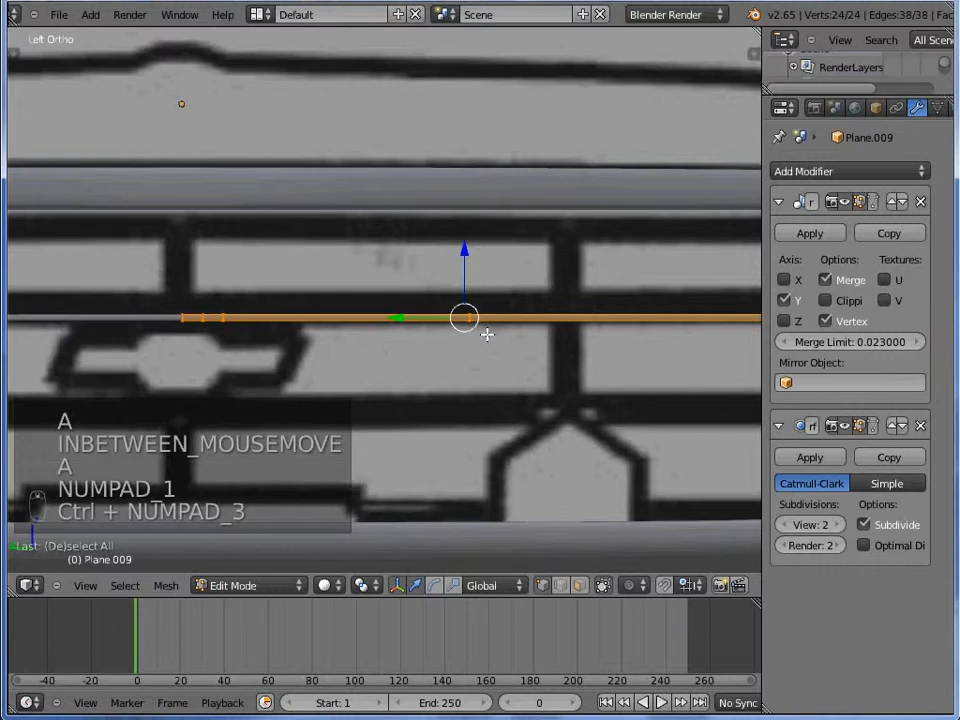 File Add Render Window Help Default Scene Blender Render v2.65 | Verts:24/24 | Edges:38/38 | Fac
Left Ortho
View Search All Scen
RenderLayers
Plane.009
Add Modifier
Apply Copy
Axis: Options: Textures:
X Merge U
Y Clippi V
Z Vertex
Merge Limit: 0.023000
Mirror Object:
Apply Copy
Catmull-Clark Simple
Subdivisions: Options:
View: 2 Subdivide
Render: 2 Optimal Di
A
INBETWEEN_MOUSEMOVE
A
NUMPAD_1
Ctrl + NUMPAD_3
Last: (De)select All
(0) Plane 009
View Select Mesh Edit Mode Global
-40 -20 0 20 40 60 80 100 120 140 160 180 200 220 240 260
View Marker Frame Playback Start: 1 End: 250 0 No Sync